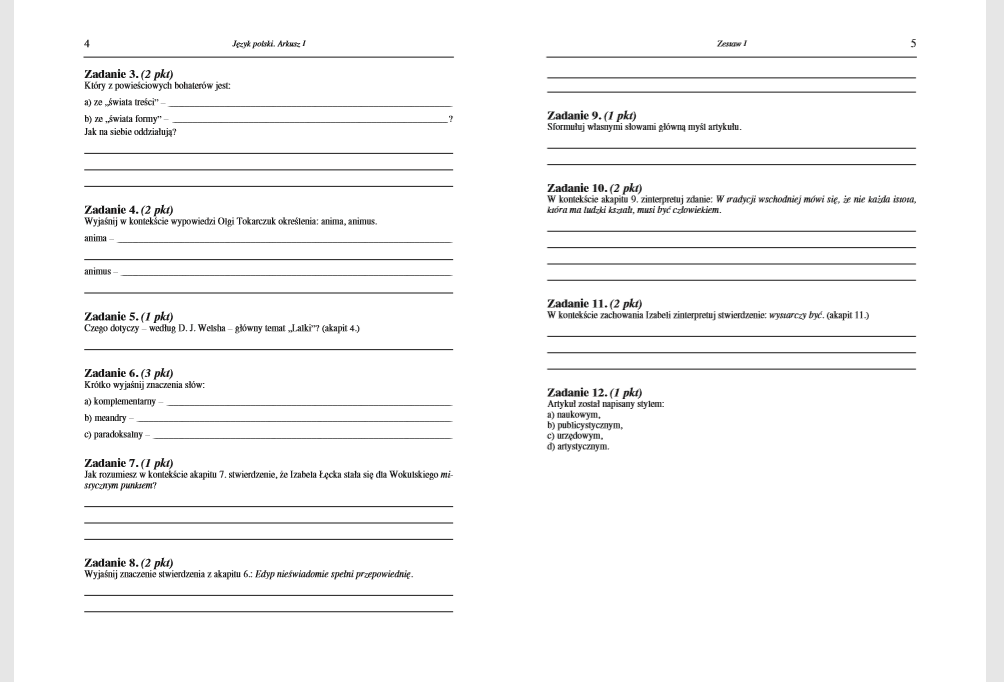 4
Język polski. Arkusz I
Zadanie 3. (2 pkt)
Który z powieściowych bohaterów jest:
a) ze „świata treści” –
b) ze „świata formy” – ?
Jak na siebie oddziałują?
Zadanie 4. (2 pkt)
Wyjaśnij w kontekście wypowiedzi Olgi Tokarczuk określenia: anima, animus.
anima –
animus –
Zadanie 5. (1 pkt)
Czego dotyczy – według D. J. Welsha – główny temat „Lalki”? (akapit 4.)
Zadanie 6. (3 pkt)
Krótko wyjaśnij znaczenia słów:
a) komplementarny –
b) meandry –
c) paradoksalny –
Zadanie 7. (1 pkt)
Jak rozumiesz w kontekście akapitu 7. stwierdzenie, że Izabela Łęcka stała się dla Wokulskiego mi-
stycznym punktem?
Zadanie 8. (2 pkt)
Wyjaśnij znaczenie stwierdzenia z akapitu 6.: Edyp nieświadomie spełni przepowiednię.
Zestaw I
5
Zadanie 9. (1 pkt)
Sformułuj własnymi słowami główną myśl artykułu.
Zadanie 10. (2 pkt)
W kontekście akapitu 9. zinterpretuj zdanie: W tradycji wschodniej mówi się, że nie każda istota,
która ma ludzki kształt, musi być człowiekiem.
Zadanie 11. (2 pkt)
W kontekście zachowania Izabeli zinterpretuj stwierdzenie: wystarczy być. (akapit 11.)
Zadanie 12. (1 pkt)
Artykuł został napisany stylem:
a) naukowym,
b) publicystycznym,
c) urzędowym,
d) artystycznym.